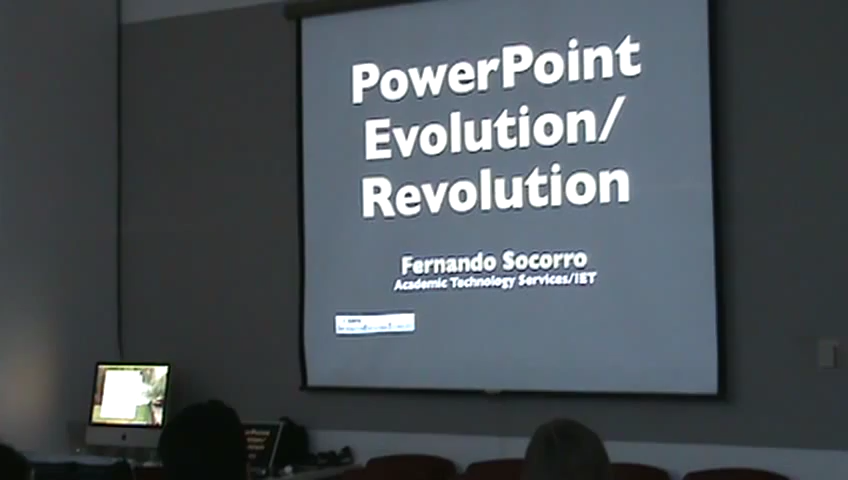 PowerPoint
Evolution/
Revolution
Fernando Socorro
Academic Technology Services/IET